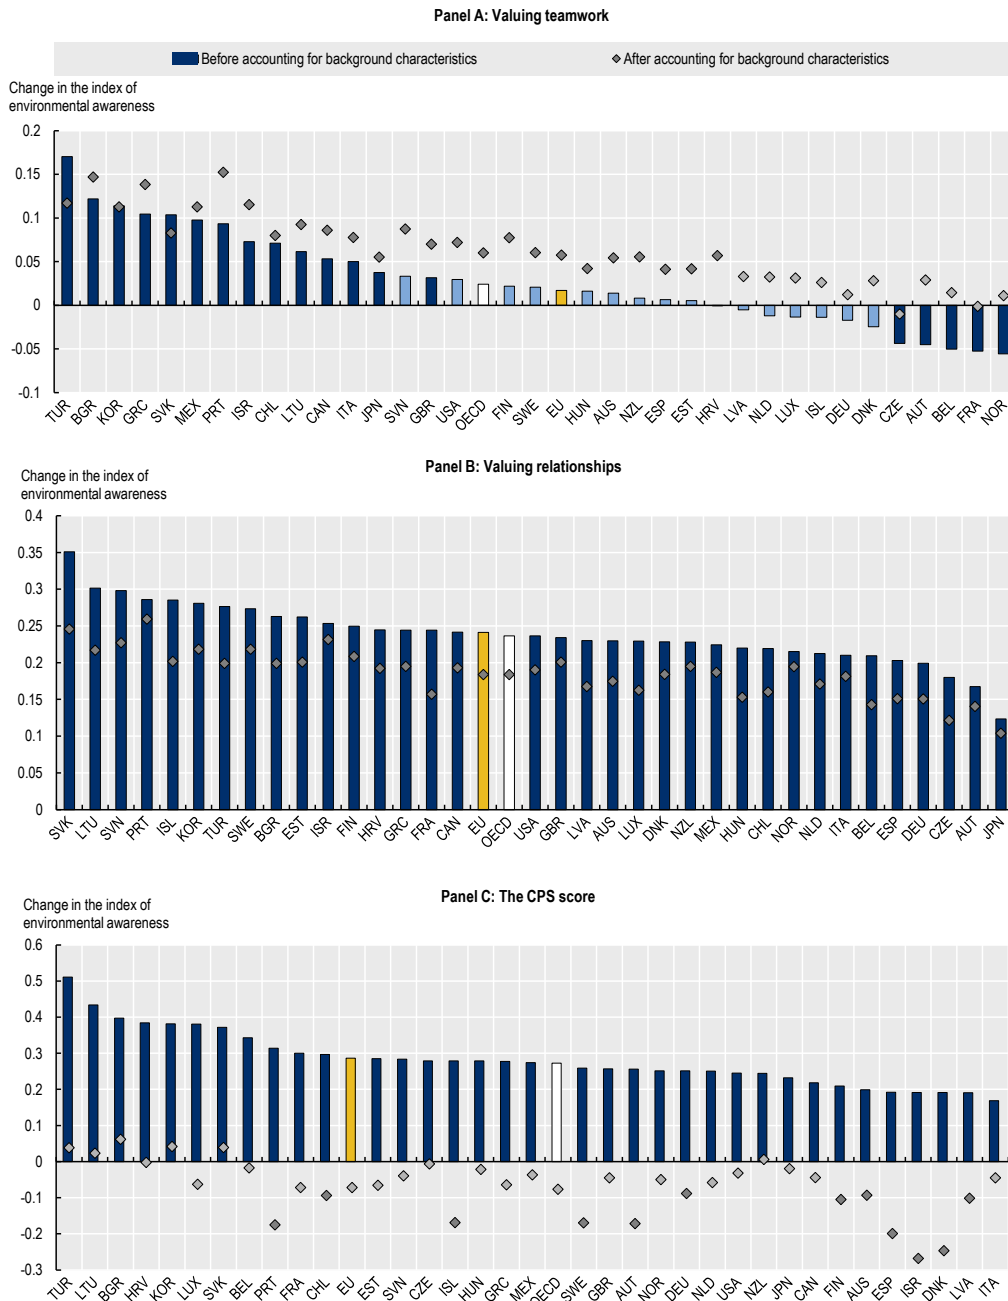 Panel A: Valuing teamwork
Before accounting for background characteristics
After accounting for background characteristics
Change in the index of
environmental awareness
0.2
0.15
0.1
0.05
0
-0.05
-0.1
TUR BGR KOR GRC SVK MEX PRT ISR CHL LTU CAN ITA JPN SVN GBR USA OECD FIN SWE EU HUN AUS NZL ESP EST HRV LVA NLD LUX ISL DEU DNK CZE AUT BEL FRA NOR
Panel B: Valuing relationships
Change in the index of
environmental awareness
0.4
0.35
0.3
0.25
0.2
0.15
0.1
0.05
0
SVK LTU SVN PRT ISL KOR TUR SWE BGR EST ISR FIN HRV GRC FRA CAN EU OECD USA GBR LVA AUS LUX DNK NZL MEX HUN CHL NOR NLD ITA BEL ESP DEU CZE AUT JPN
Panel C: The CPS score
Change in the index of
environmental awareness
0.6
0.5
0.4
0.3
0.2
0.1
0
-0.1
-0.2
-0.3
TUR LTU BGR HRV KOR LUX SVK BEL PRT FRA CHL EU EST SVN CZE ISL HUN GRC MEX OECD SWE GBR AUT NOR DEU NLD USA NZL JPN CAN FIN AUS ESP ISR DNK LVA ITA